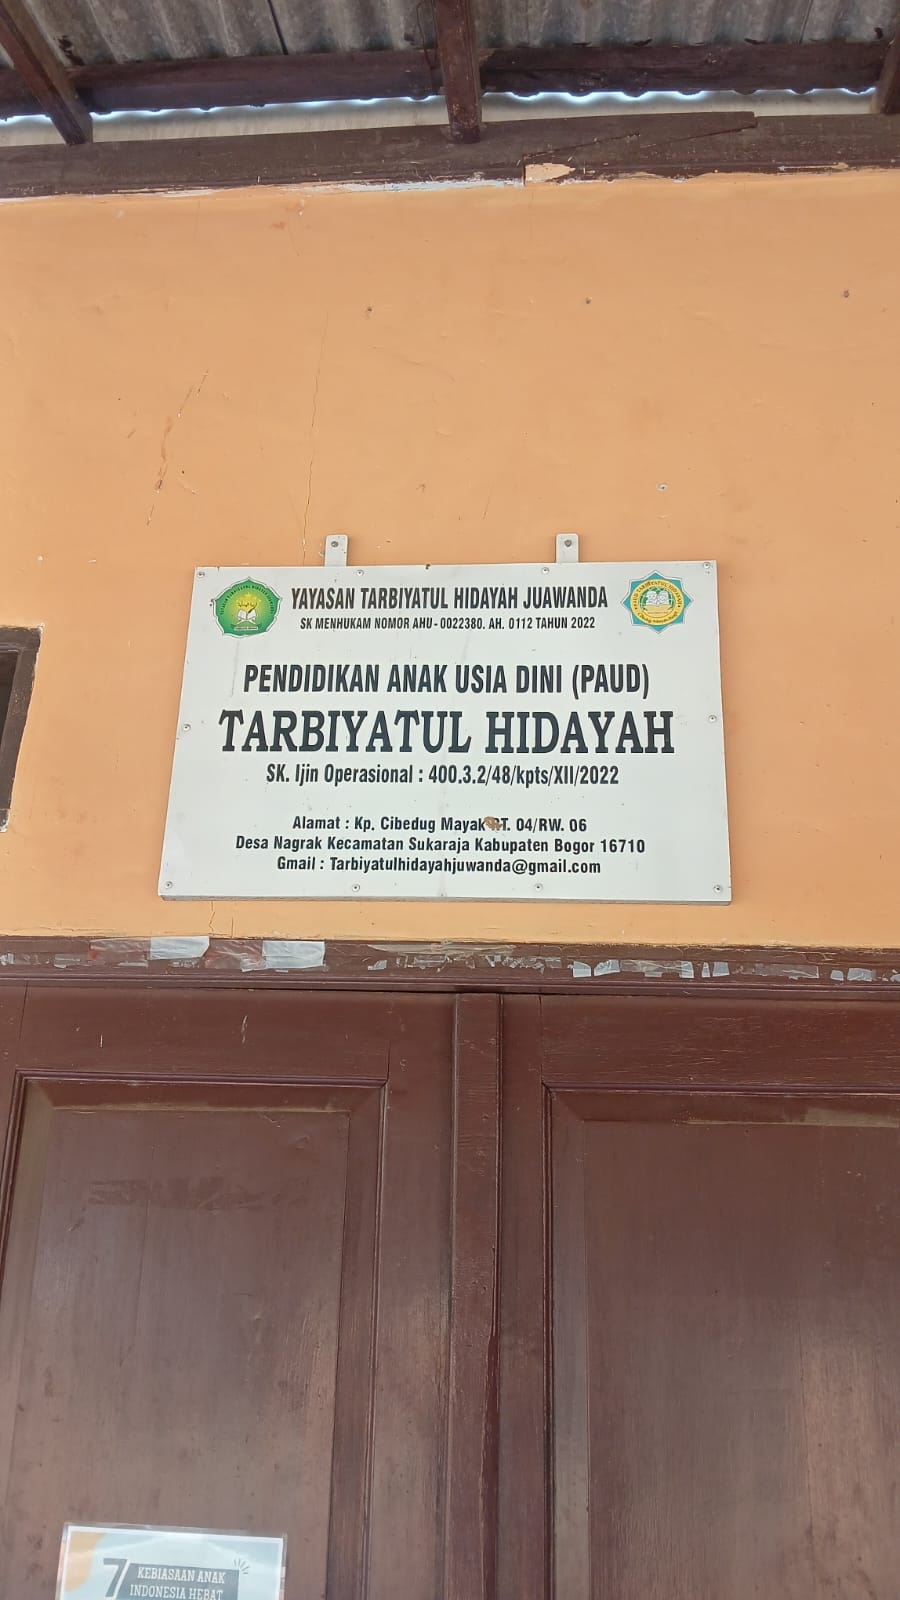 YAYASAN TARBIYATUL HIDAYAH JUAWANDA
SK MENHUKAM NOMOR AHU - 0022380. AH. 0112 TAHUN 2022
PENDIDIKAN ANAK USIA DINI (PAUD)
TARBIYATUL HIDAYAH
SK. Ijin Operasional : 400.3.2/48/kpts/XII/2022
Alamat : Kp. Cibedug Mayak RT. 04/RW. 06
Desa Nagrak Kecamatan Sukaraja Kabupaten Bogor 16710
Gmail : Tarbiyatulhidayahjuwanda@gmail.com
7 KEBIASAAN ANAK
INDONESIA HEBAT